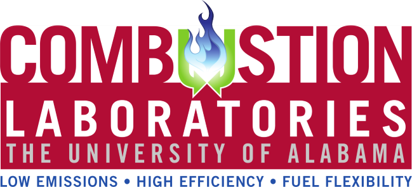 COMBUSTION
LABORATORIES
THE UNIVERSITY OF ALABAMA
LOW EMISSIONS • HIGH EFFICIENCY • FUEL FLEXIBILITY